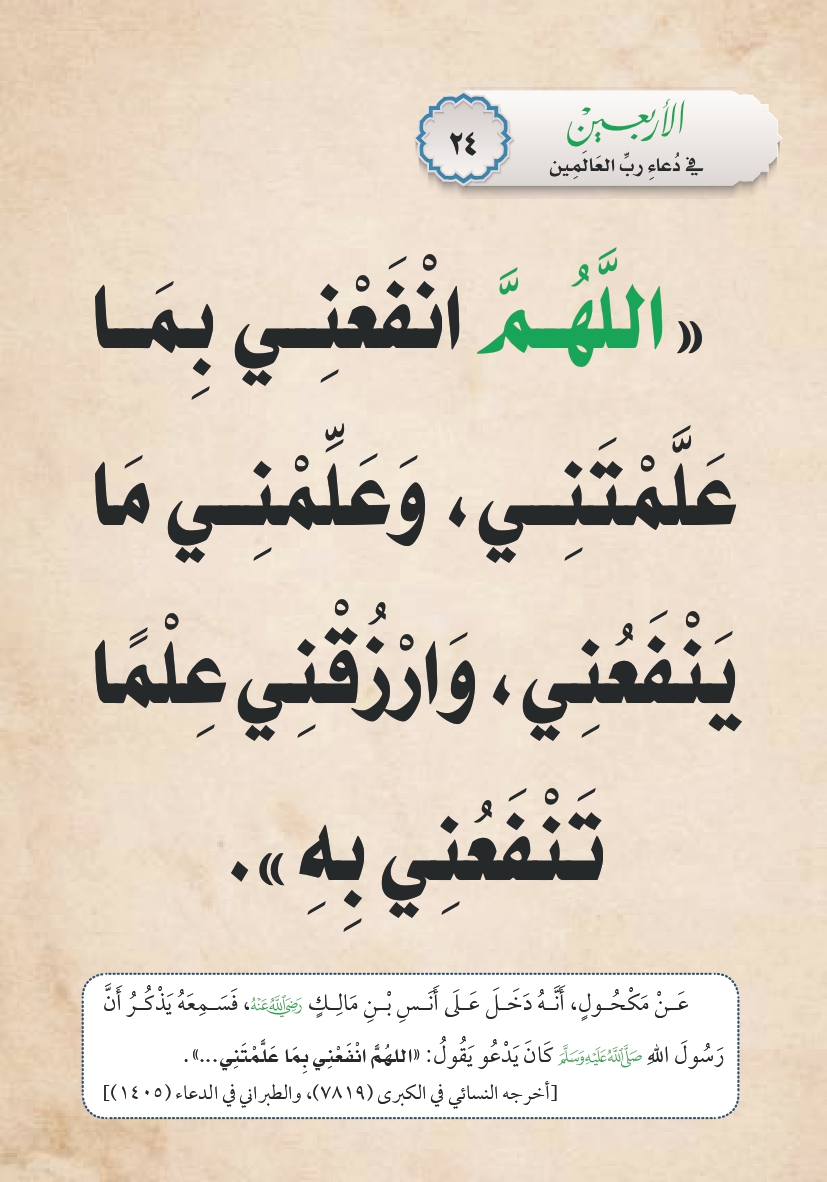 الأربعين
٢٤
في دُعاءِ ربِّ العَالَمِين
«اللَّهُمَّ انْفَعْنِي بِمَا
عَلَّمْتَنِي، وَعَلِّمْنِي مَا
يَنْفَعُنِي، وَارْزُقْنِي عِلْمًا
تَنْفَعُنِي بِهِ».
عَنْ مَكْحُولٍ، أَنَّهُ دَخَلَ عَلَى أَنَسِ بْنِ مَالِكٍ رَضِيَ اللَّهُ عَنْهُ، فَسَمِعَهُ يَذْكُرُ أَنَّ
رَسُولَ اللهِ صَلَّى اللَّهُ عَلَيْهِ وَسَلَّمَ كَانَ يَدْعُو يَقُولُ: «اللهُمَّ انْفَعْنِي بِمَا عَلَّمْتَنِي...».
[أخرجه النسائي في الكبرى (٧٨١٩)، والطبراني في الدعاء (١٤٠٥)]